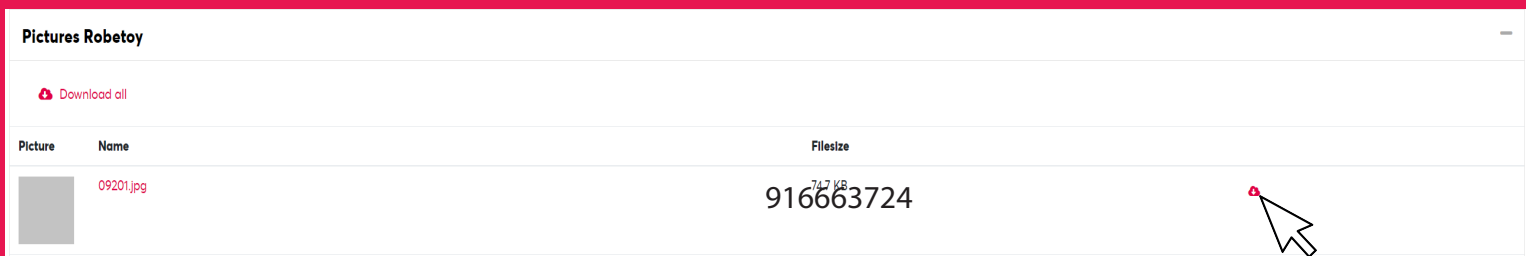 Pictures Robetoy
Download all
Picture Name Filesize
09201.jpg 74.7 KB
916663724